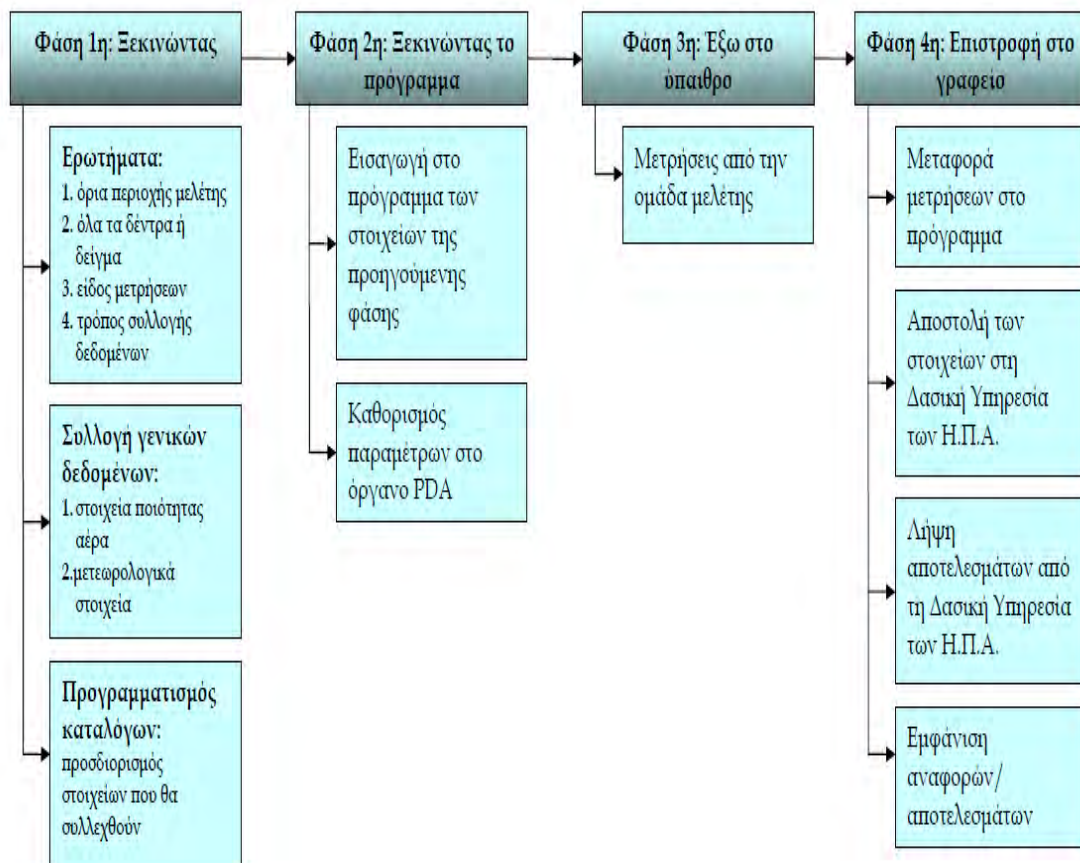 Φάση 1η: Ξεκινώντας
Ερωτήματα:
1. όρια περιοχής μελέτης
2. όλα τα δέντρα ή
δείγμα
3. είδος μετρήσεων
4. τρόπος συλλογής
δεδομένων
Συλλογή γενικών
δεδομένων:
1. στοιχεία ποιότητας
αέρα
2.μετεωρολογικά
στοιχεία
Προγραμματισμός
καταλόγων:
προσδιορισμός
στοιχείων που θα
συλλεχθούν
Φάση 2η: Ξεκινώντας το
πρόγραμμα
Εισαγωγή στο
πρόγραμμα των
στοιχείων της
προηγούμενης
φάσης
Καθορισμός
παραμέτρων στο
όργανο PDA
Φάση 3η: Έξω στο
ύπαιθρο
Μετρήσεις από την
ομάδα μελέτης
Φάση 4η: Επιστροφή στο
γραφείο
Μεταφορά
μετρήσεων στο
πρόγραμμα
Αποστολή των
στοιχείων στη
Δασική Υπηρεσία
των Η.Π.Α.
Λήψη
αποτελεσμάτων από
τη Δασική Υπηρεσία
των Η.Π.Α.
Εμφάνιση
αναφορών/
αποτελεσμάτων